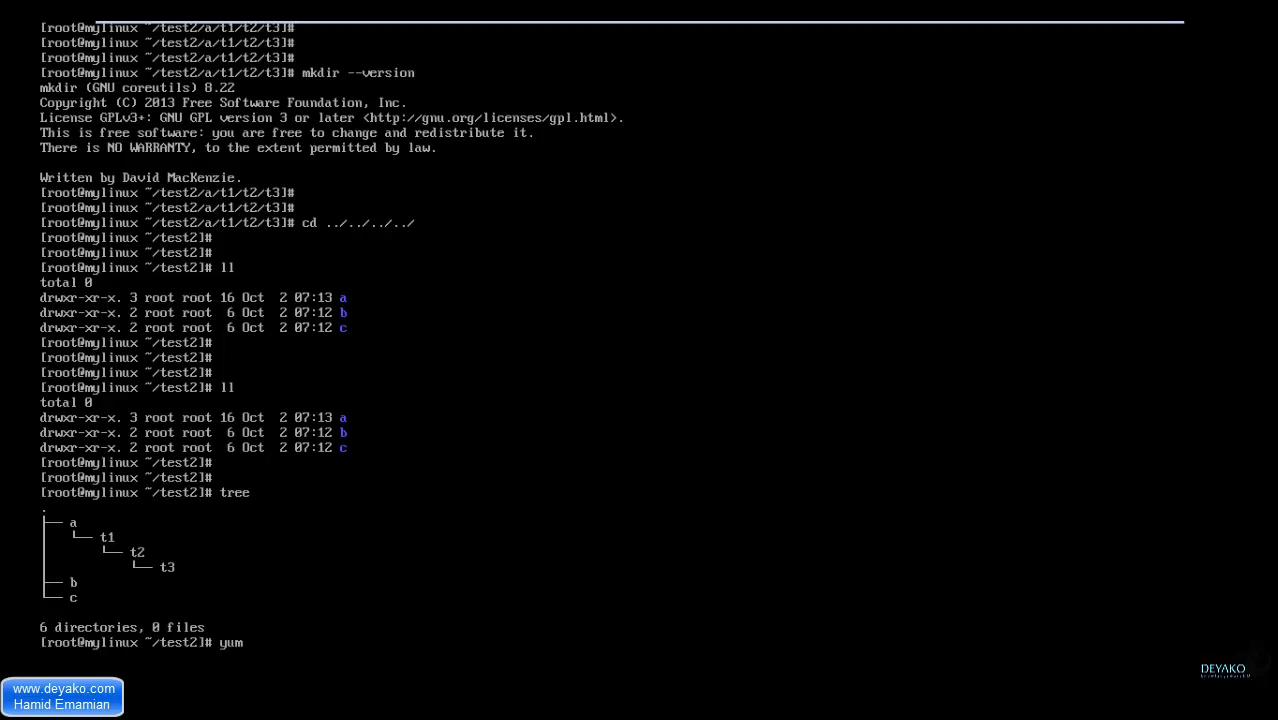 [root@mylinux ~/test2/a/t1/t2/t3]#
[root@mylinux ~/test2/a/t1/t2/t3]#
[root@mylinux ~/test2/a/t1/t2/t3]#
[root@mylinux ~/test2/a/t1/t2/t3]# mkdir --version
mkdir (GNU coreutils) 8.22
Copyright (C) 2013 Free Software Foundation, Inc.
License GPLv3+: GNU GPL version 3 or later <http://gnu.org/licenses/gpl.html>.
This is free software: you are free to change and redistribute it.
There is NO WARRANTY, to the extent permitted by law.

Written by David MacKenzie.
[root@mylinux ~/test2/a/t1/t2/t3]#
[root@mylinux ~/test2/a/t1/t2/t3]#
[root@mylinux ~/test2/a/t1/t2/t3]# cd ../../../../
[root@mylinux ~/test2]#
[root@mylinux ~/test2]#
[root@mylinux ~/test2]# ll
total 0
drwxr-xr-x. 3 root root 16 Oct  2 07:13 a
drwxr-xr-x. 2 root root  6 Oct  2 07:12 b
drwxr-xr-x. 2 root root  6 Oct  2 07:12 c
[root@mylinux ~/test2]#
[root@mylinux ~/test2]#
[root@mylinux ~/test2]#
[root@mylinux ~/test2]# ll
total 0
drwxr-xr-x. 3 root root 16 Oct  2 07:13 a
drwxr-xr-x. 2 root root  6 Oct  2 07:12 b
drwxr-xr-x. 2 root root  6 Oct  2 07:12 c
[root@mylinux ~/test2]#
[root@mylinux ~/test2]#
[root@mylinux ~/test2]# tree
.
├── a
│   └── t1
│       └── t2
│           └── t3
├── b
└── c

6 directories, 0 files
[root@mylinux ~/test2]# yum
DEYAKO
www.deyako.com
Hamid Emamian